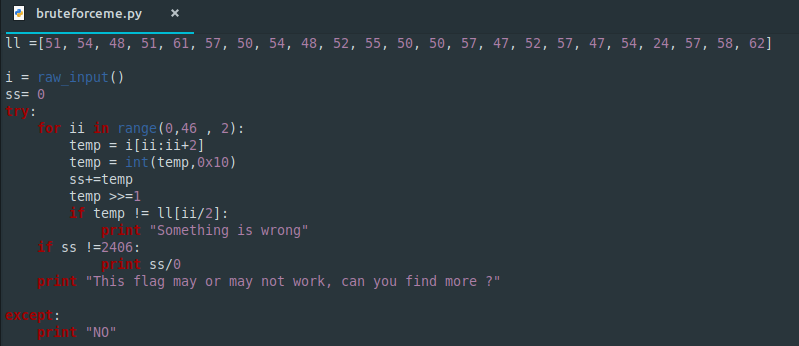 bruteforceme.py ×
ll =[51, 54, 48, 51, 61, 57, 50, 54, 48, 52, 55, 50, 50, 57, 47, 52, 57, 47, 54, 24, 57, 58, 62]
i = raw_input()
ss= 0
try:
    for ii in range(0,46 , 2):
        temp = i[ii:ii+2]
        temp = int(temp,0x10)
        ss+=temp
        temp >>=1
        if temp != ll[ii/2]:
            print "Something is wrong"
    if ss !=2406:
            print ss/0
    print "This flag may or may not work, can you find more ?"
except:
    print "NO"